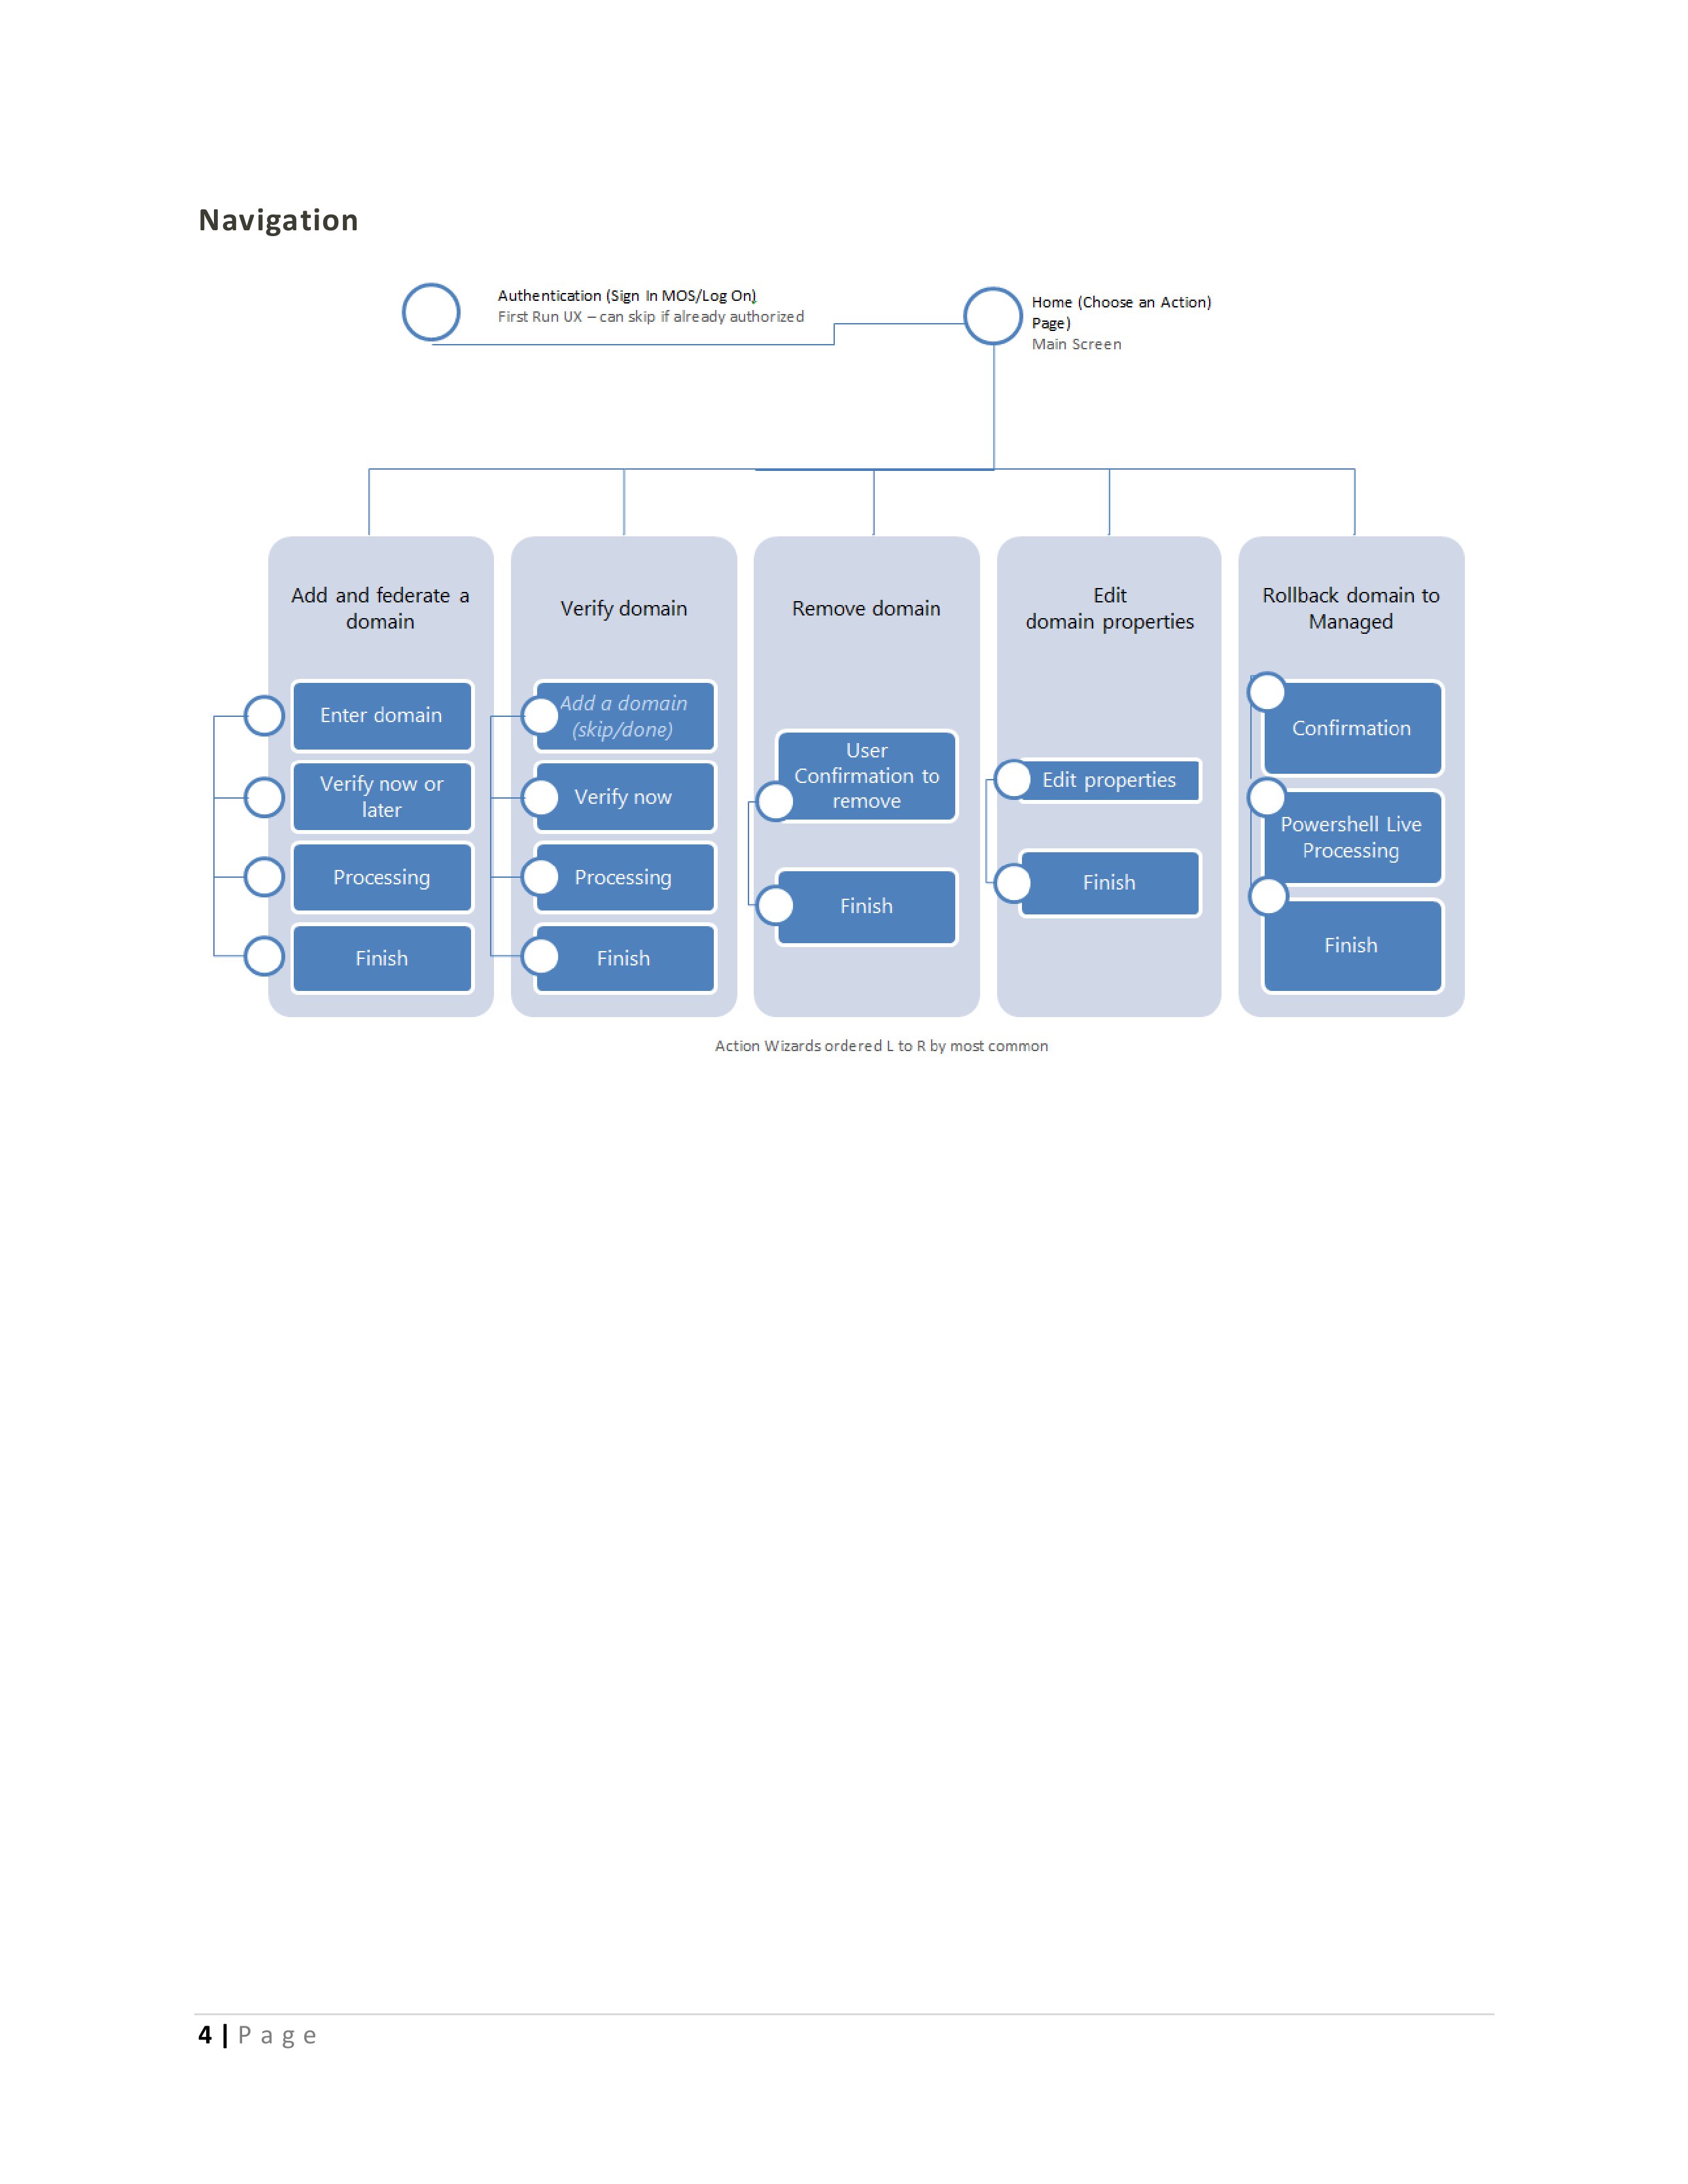 Navigation
Authentication (Sign In MOS/Log On)
First Run UX – can skip if already authorized
Home (Choose an Action)
Page)
Main Screen
Add and federate a
domain
Enter domain
Verify now or
later
Processing
Finish
Verify domain
Add a domain
(skip/done)
Verify now
Processing
Finish
Remove domain
User
Confirmation to
remove
Finish
Edit
domain properties
Edit properties
Finish
Rollback domain to
Managed
Confirmation
Powershell Live
Processing
Finish
Action Wizards ordered L to R by most common
4 | Page